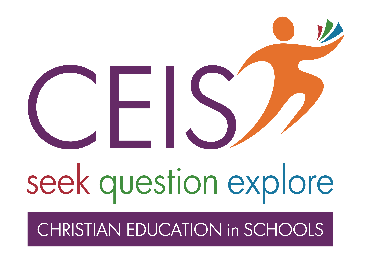 CEIS
seek question explore
CHRISTIAN EDUCATION in SCHOOLS